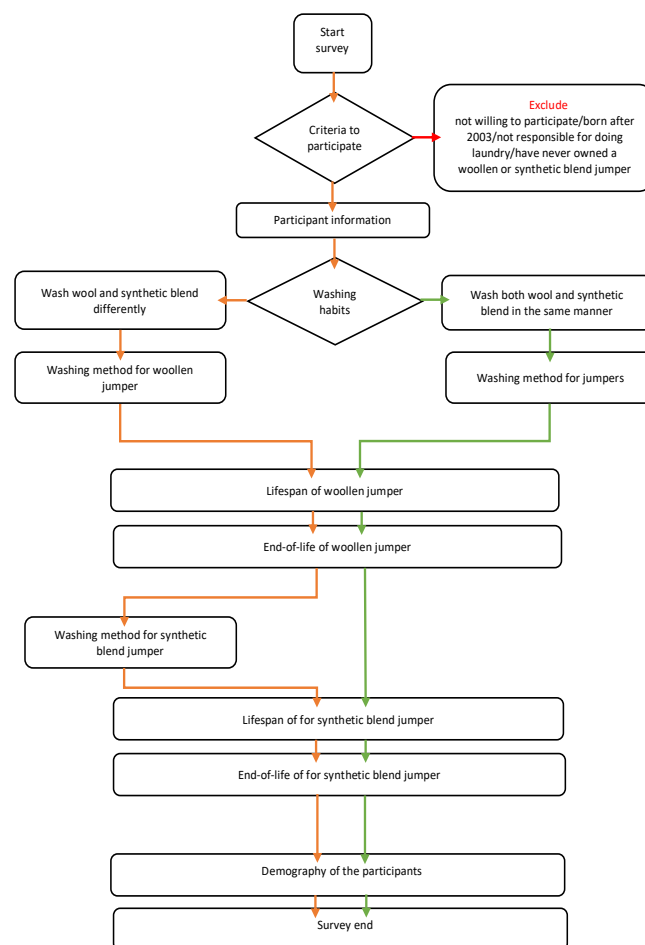 Start
survey
Exclude
not willing to participate/born after
2003/not responsible for doing
laundry/have never owned a
woollen or synthetic blend jumper
Criteria to
participate
Participant information
Wash wool and synthetic blend
differently
Washing
habits
Wash both wool and synthetic
blend in the same manner
Washing method for woollen
jumper
Washing method for jumpers
Lifespan of woollen jumper
End-of-life of woollen jumper
Washing method for synthetic
blend jumper
Lifespan of for synthetic blend jumper
End-of-life of for synthetic blend jumper
Demography of the participants
Survey end